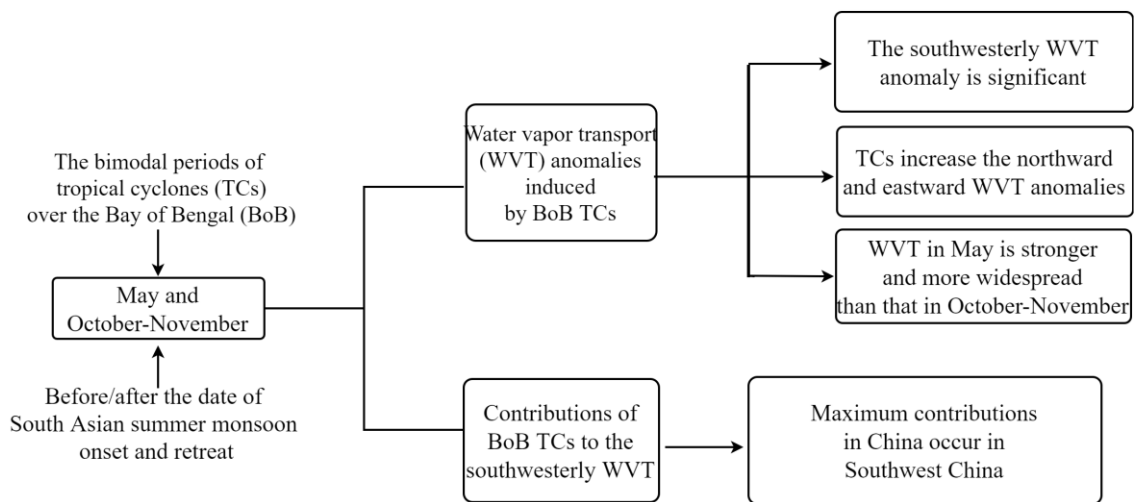 The bimodal periods of
tropical cyclones (TCs)
over the Bay of Bengal (BoB)
May and
October-November
Before/after the date of
South Asian summer monsoon
onset and retreat
Water vapor transport
(WVT) anomalies
induced
by BoB TCs
Contributions of
BoB TCs to the
southwesterly WVT
The southwesterly WVT
anomaly is significant
TCs increase the northward
and eastward WVT anomalies
WVT in May is stronger
and more widespread
than that in October-November
Maximum contributions
in China occur in
Southwest China